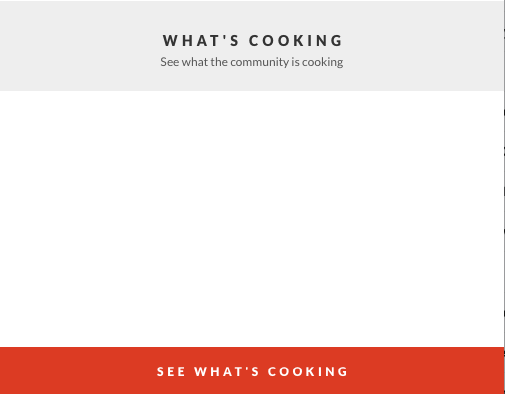 WHAT'S COOKING
See what the community is cooking
SEE WHAT'S COOKING